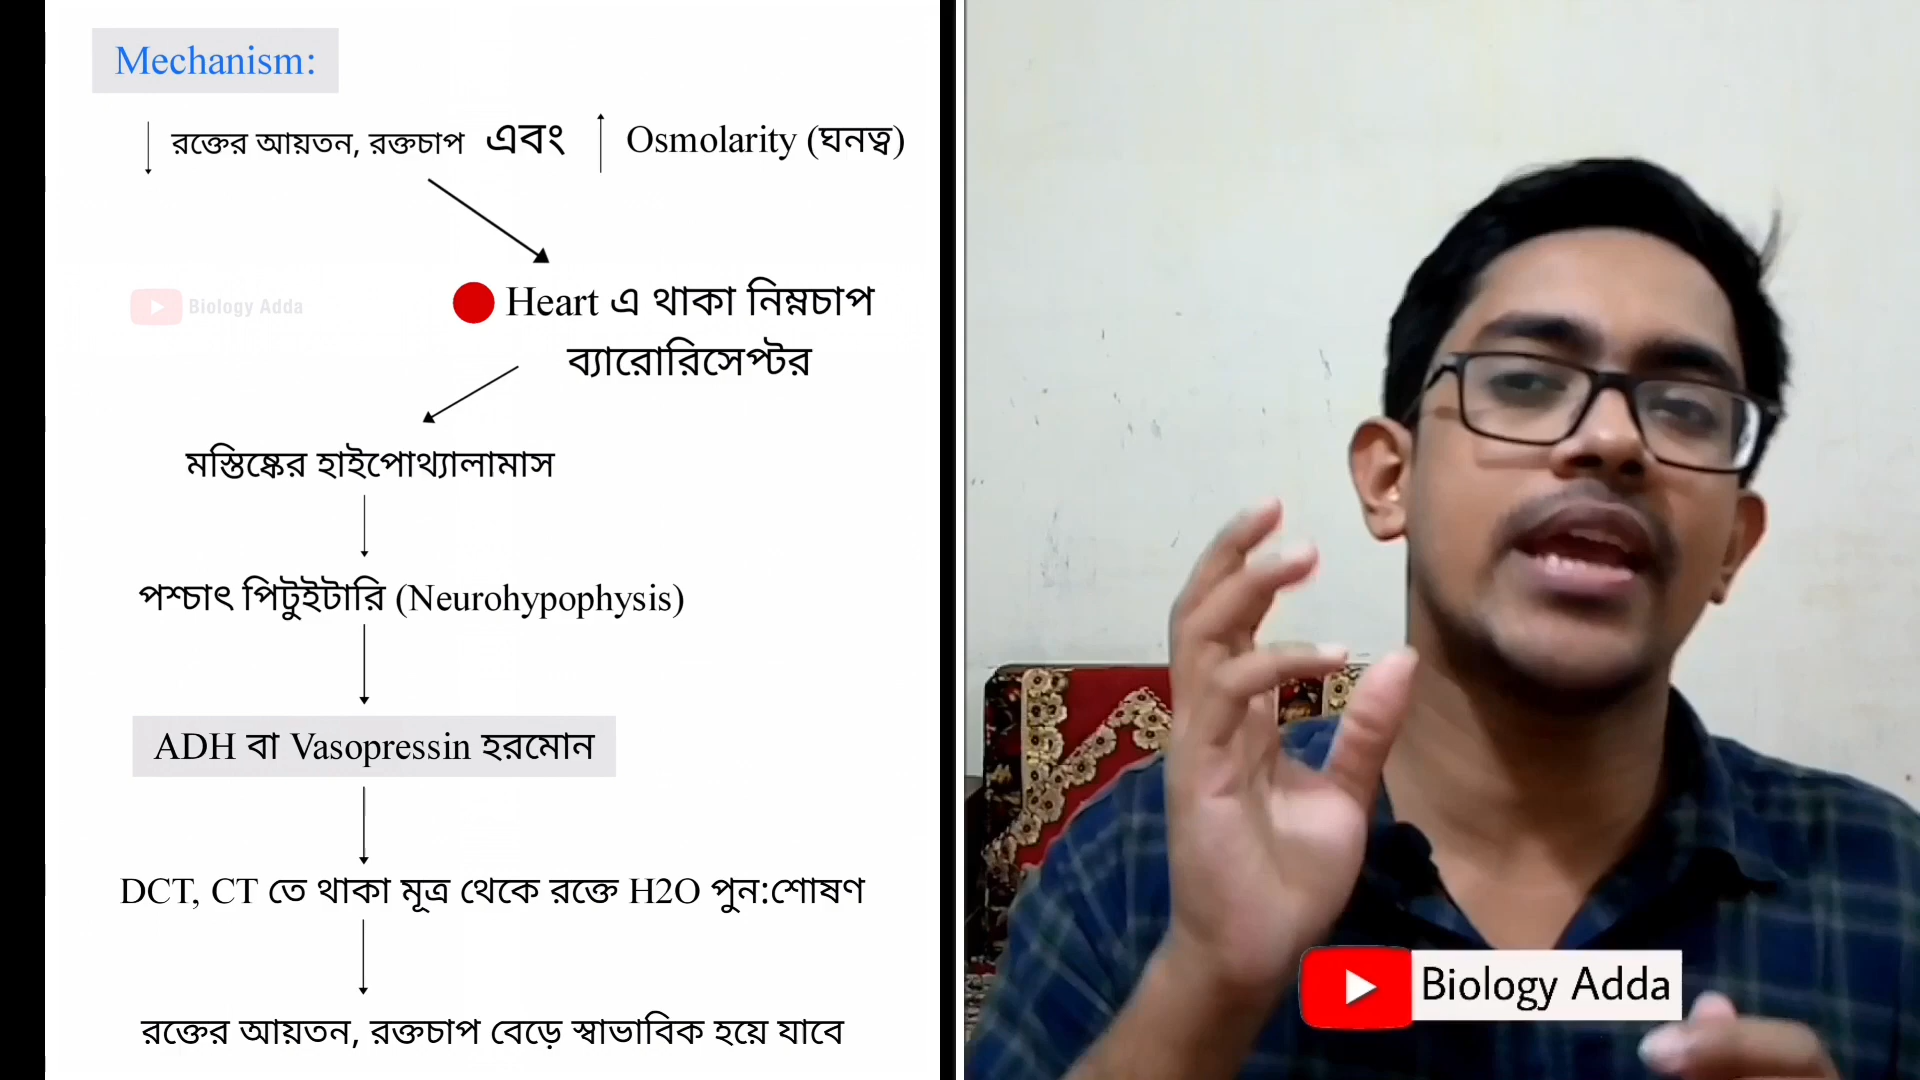 Mechanism:
রক্তের আয়তন, রক্তচাপ এবং Osmolarity (ঘনত্ব)
Biology Adda
Heart এ থাকা নিম্নচাপ
ব্যারোরিসেপ্টর
মস্তিষ্কের হাইপোথ্যালামাস
পশ্চাৎ পিটুইটারি (Neurohypophysis)
ADH বা Vasopressin হরমোন
DCT, CT তে থাকা মূত্র থেকে রক্তে H2O পুন:শোষণ
রক্তের আয়তন, রক্তচাপ বেড়ে স্বাভাবিক হয়ে যাবে
Biology Adda